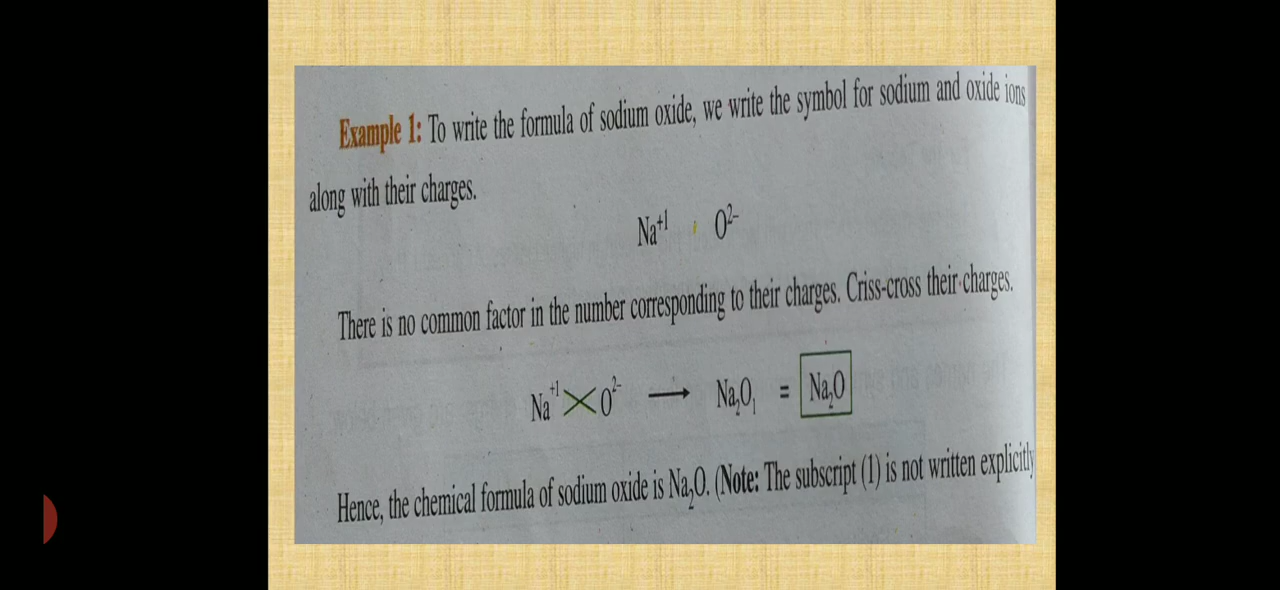 Example 1: To write the formula of sodium oxide, we write the symbol for sodium and oxide ions
along with their charges.
Na⁺¹ O²⁻
There is no common factor in the number corresponding to their charges. Criss-cross their charges.
Na⁺¹ O²⁻ ⟶ Na₂O₁ = Na₂O
Hence, the chemical formula of sodium oxide is Na₂O. (Note: The subscript (1) is not written explicitly